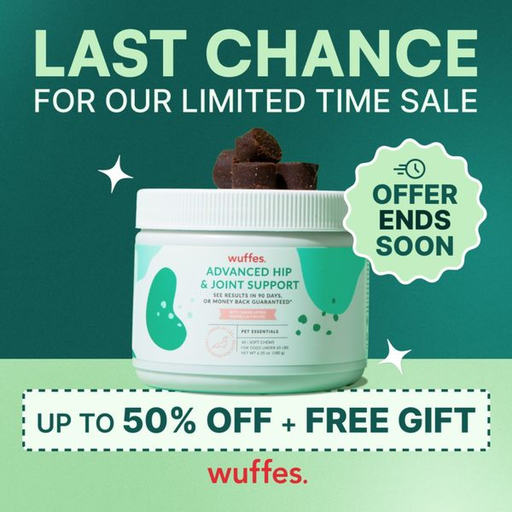 LAST CHANCE
FOR OUR LIMITED TIME SALE
OFFER
ENDS
SOON
wuffes.
ADVANCED HIP
& JOINT SUPPORT
SEE RESULTS IN 90 DAYS,
OR MONEY BACK GUARANTEED*
PET ESSENTIALS
UP TO 50% OFF + FREE GIFT
wuffes.